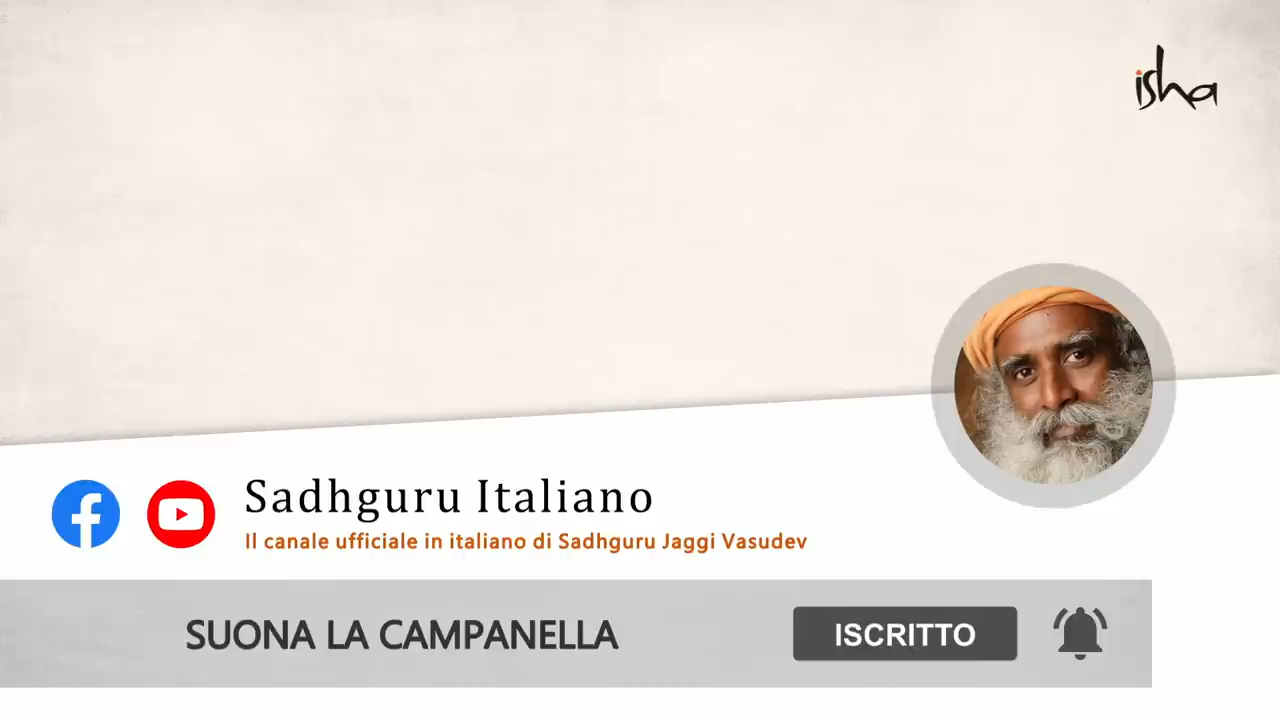 isha
Sadhguru Italiano
Il canale ufficiale in italiano di Sadhguru Jaggi Vasudev
SUONA LA CAMPANELLA
ISCRITTO